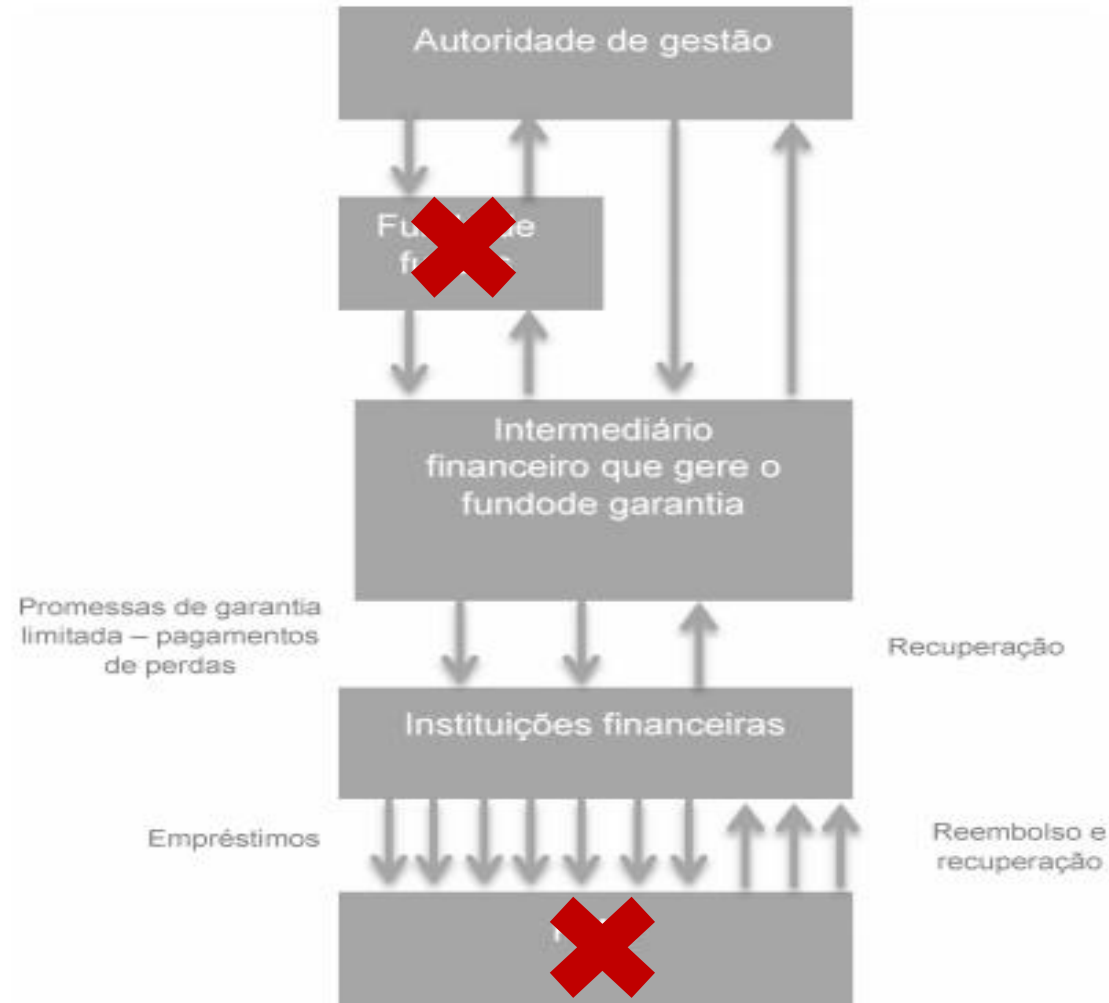 Autoridade de gestão
de
Intermediário
financeiro que gere o
fundode garantia
Promessas de garantia
limitada – pagamentos
de perdas
Recuperação
Instituições financeiras
Empréstimos
Reembolso e
recuperação